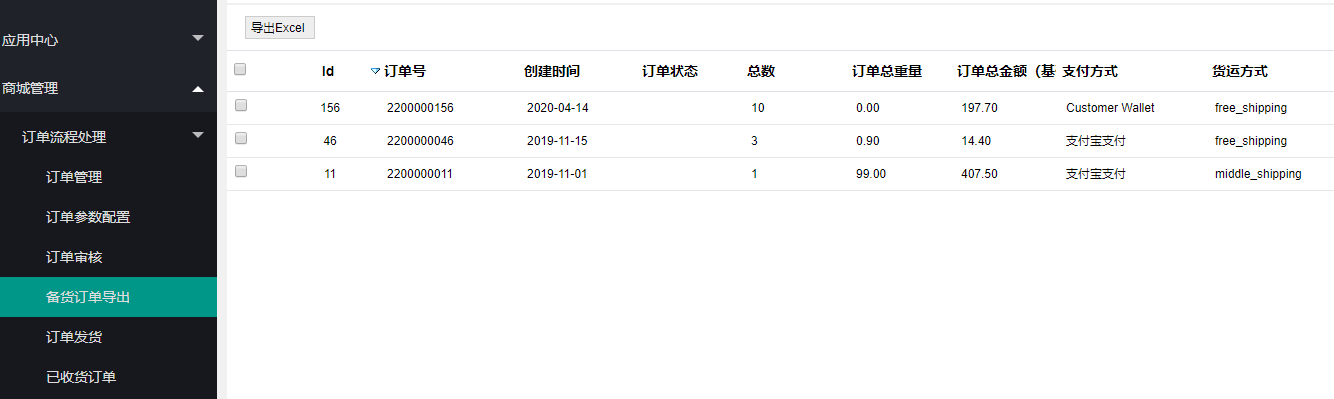 应用中心
商城管理
订单流程处理
订单管理
订单参数配置
订单审核
备货订单导出
订单发货
已收货订单
导出Excel
Id 订单号 创建时间 订单状态 总数 订单总重量 订单总金额（基 支付方式 货运方式
156 2200000156 2020-04-14 10 0.00 197.70 Customer Wallet free_shipping
46 2200000046 2019-11-15 3 0.90 14.40 支付宝支付 free_shipping
11 2200000011 2019-11-01 1 99.00 407.50 支付宝支付 middle_shipping